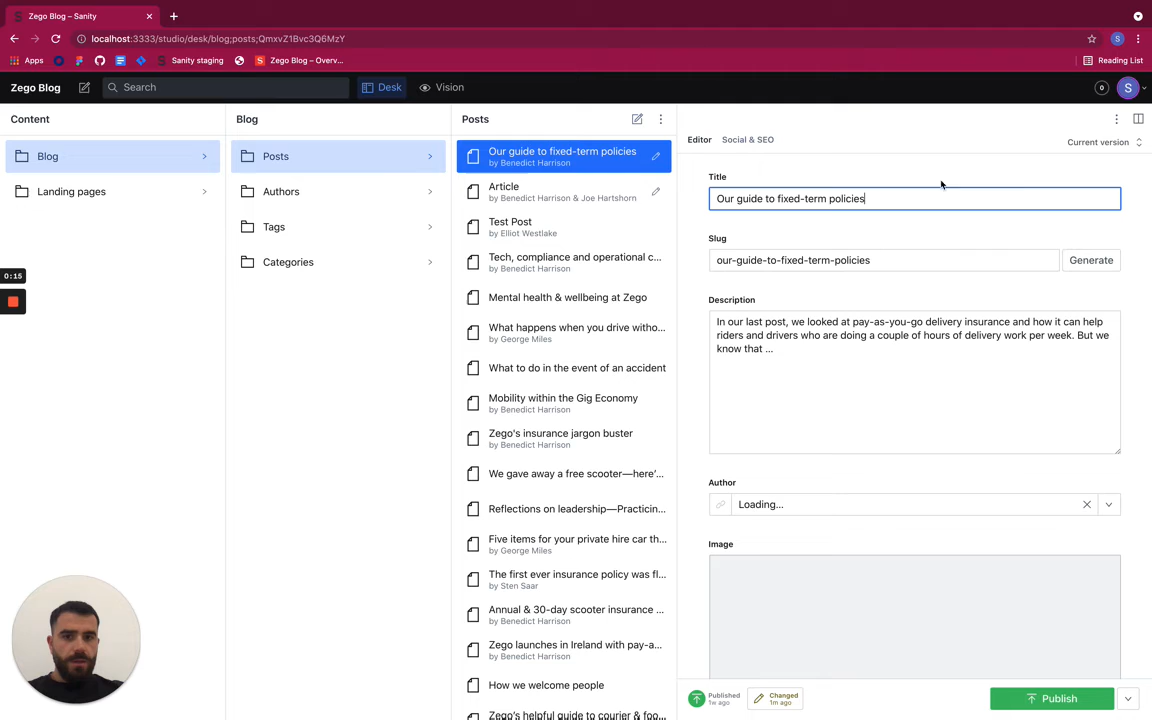 Zego Blog – Sanity
localhost:3333/studio/desk/blog;posts;QmxvZ1Bvc3Q6MzY
S
Apps
Sanity staging
Zego Blog – Overv...
Reading List
Zego Blog
Search
Desk
Vision
0
S
Content
Blog
Landing pages
Blog
Posts
Authors
Tags
Categories
Posts
Our guide to fixed-term policies
by Benedict Harrison
Article
by Benedict Harrison & Joe Hartshorn
Test Post
by Elliot Westlake
Tech, compliance and operational c...
by Benedict Harrison
Mental health & wellbeing at Zego
What happens when you drive witho...
by George Miles
What to do in the event of an accident
Mobility within the Gig Economy
by Benedict Harrison
Zego's insurance jargon buster
by Benedict Harrison
We gave away a free scooter—here'...
Reflections on leadership—Practicin...
Five items for your private hire car th...
by George Miles
The first ever insurance policy was fl...
by Sten Saar
Annual & 30-day scooter insurance ...
by Benedict Harrison
Zego launches in Ireland with pay-a...
by Benedict Harrison
How we welcome people
Zego's helpful guide to courier & foo...
Editor
Social & SEO
Current version
Title
Our guide to fixed-term policies
Slug
our-guide-to-fixed-term-policies
Generate
Description
In our last post, we looked at pay-as-you-go delivery insurance and how it can help
riders and drivers who are doing a couple of hours of delivery work per week. But we
know that ...
Author
Loading...
Image
Published
1w ago
Changed
1m ago
Publish
0:15